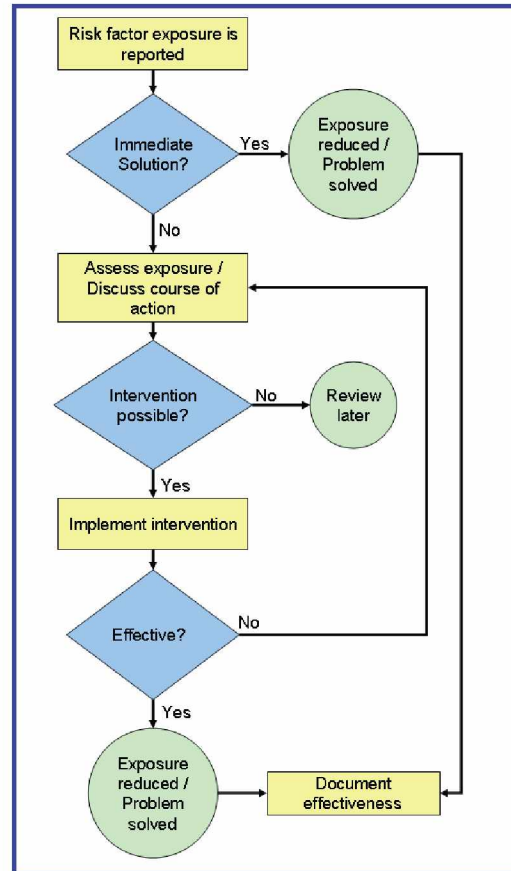 Risk factor exposure is
reported
Immediate
Solution?
Yes
Exposure
reduced /
Problem
solved
No
Assess exposure /
Discuss course of
action
Intervention
possible?
No
Review
later
Yes
Implement intervention
Effective?
No
Yes
Exposure
reduced /
Problem
solved
Document
effectiveness